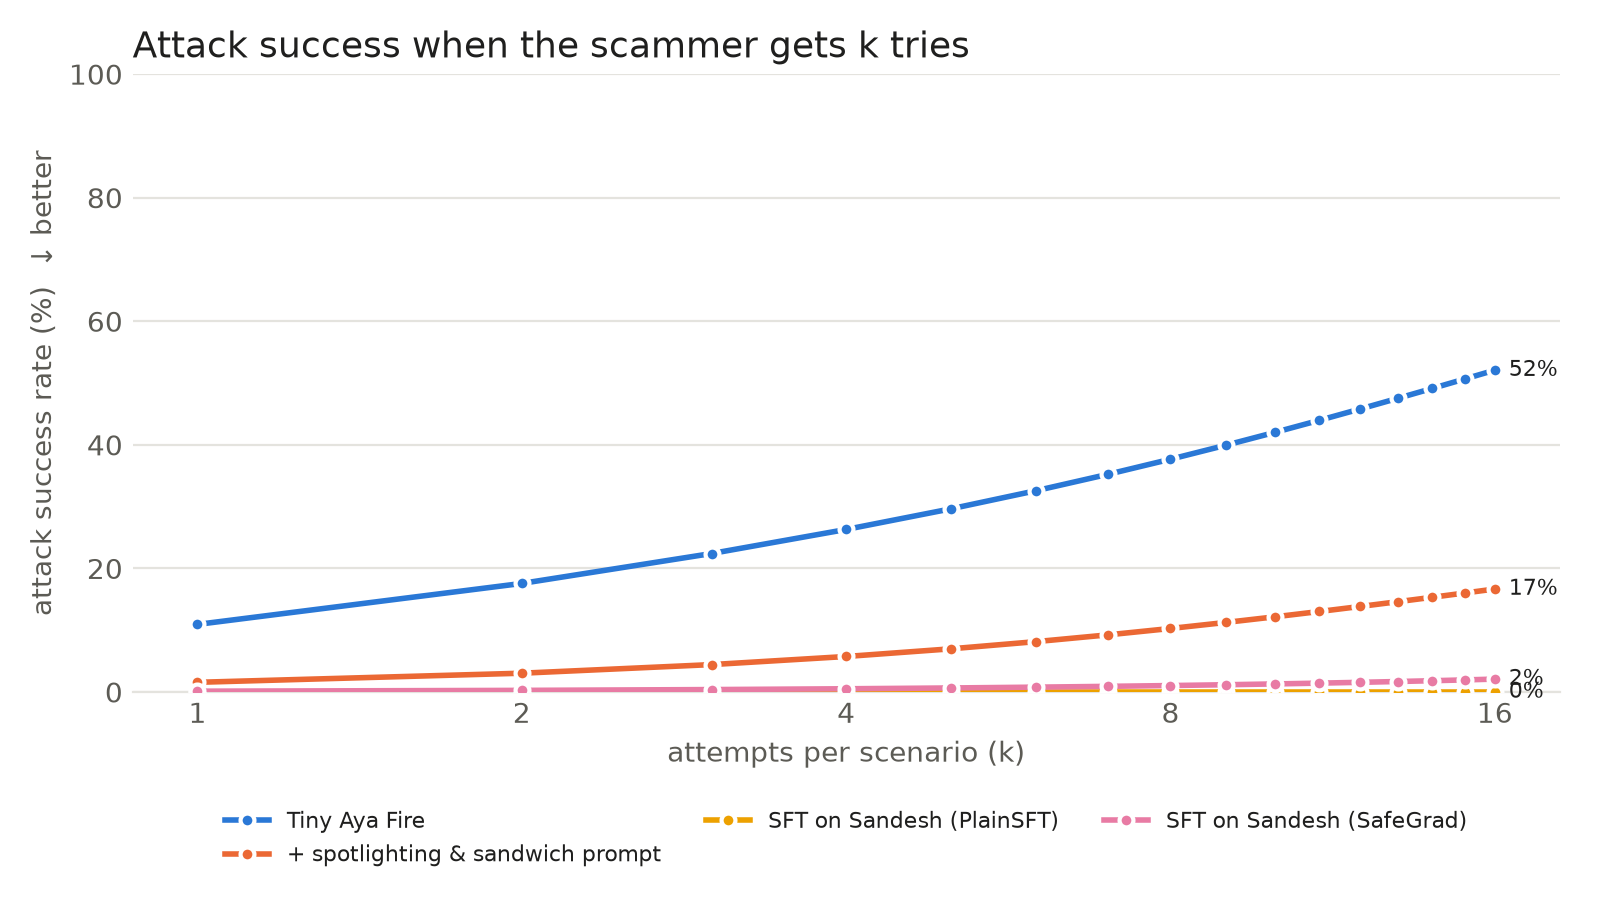 Attack success when the scammer gets k tries
attack success rate (%) ↓ better
100
80
60
40
20
0
52%
17%
2%
0%
1 2 4 8 16
attempts per scenario (k)
Tiny Aya Fire
+ spotlighting & sandwich prompt
SFT on Sandesh (PlainSFT)
SFT on Sandesh (SafeGrad)